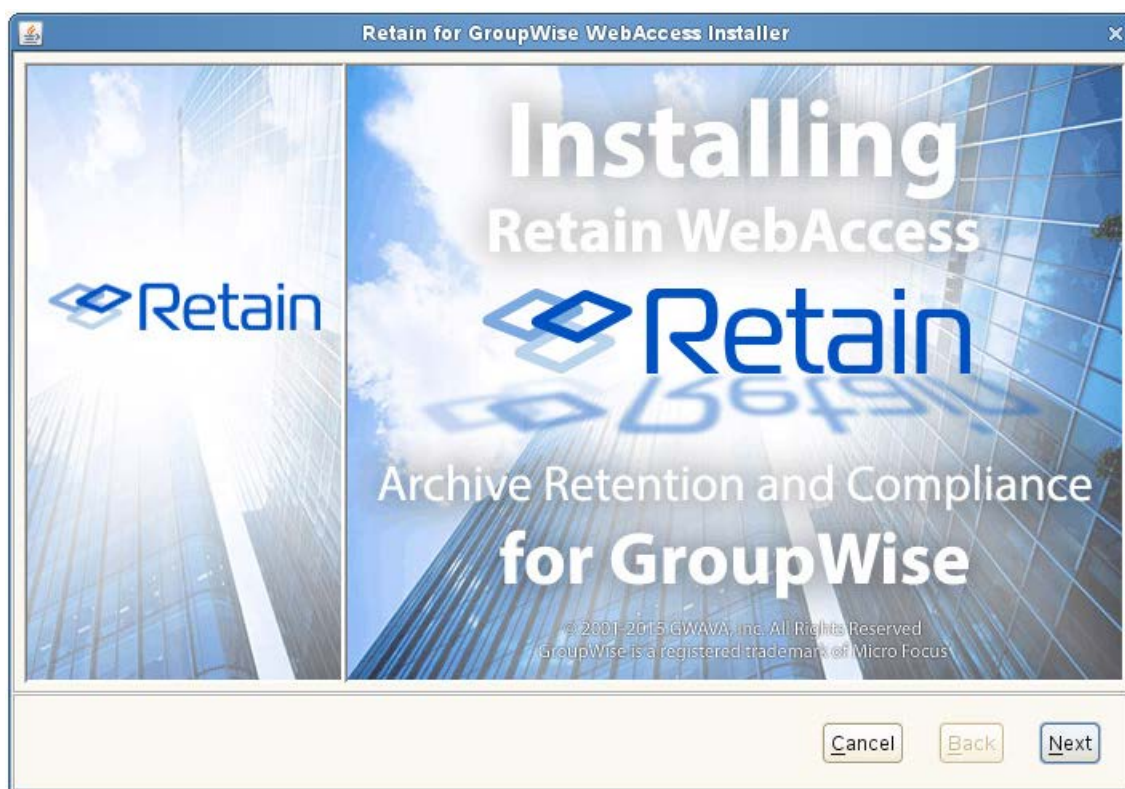 Retain for GroupWise WebAccess Installer
Retain
Installing
Retain WebAccess
Retain
Retain
Archive Retention and Compliance
for GroupWise
© 2001-2015 GWAVA, Inc. All Rights Reserved
GroupWise is a registered trademark of Micro Focus
Cancel
Back
Next